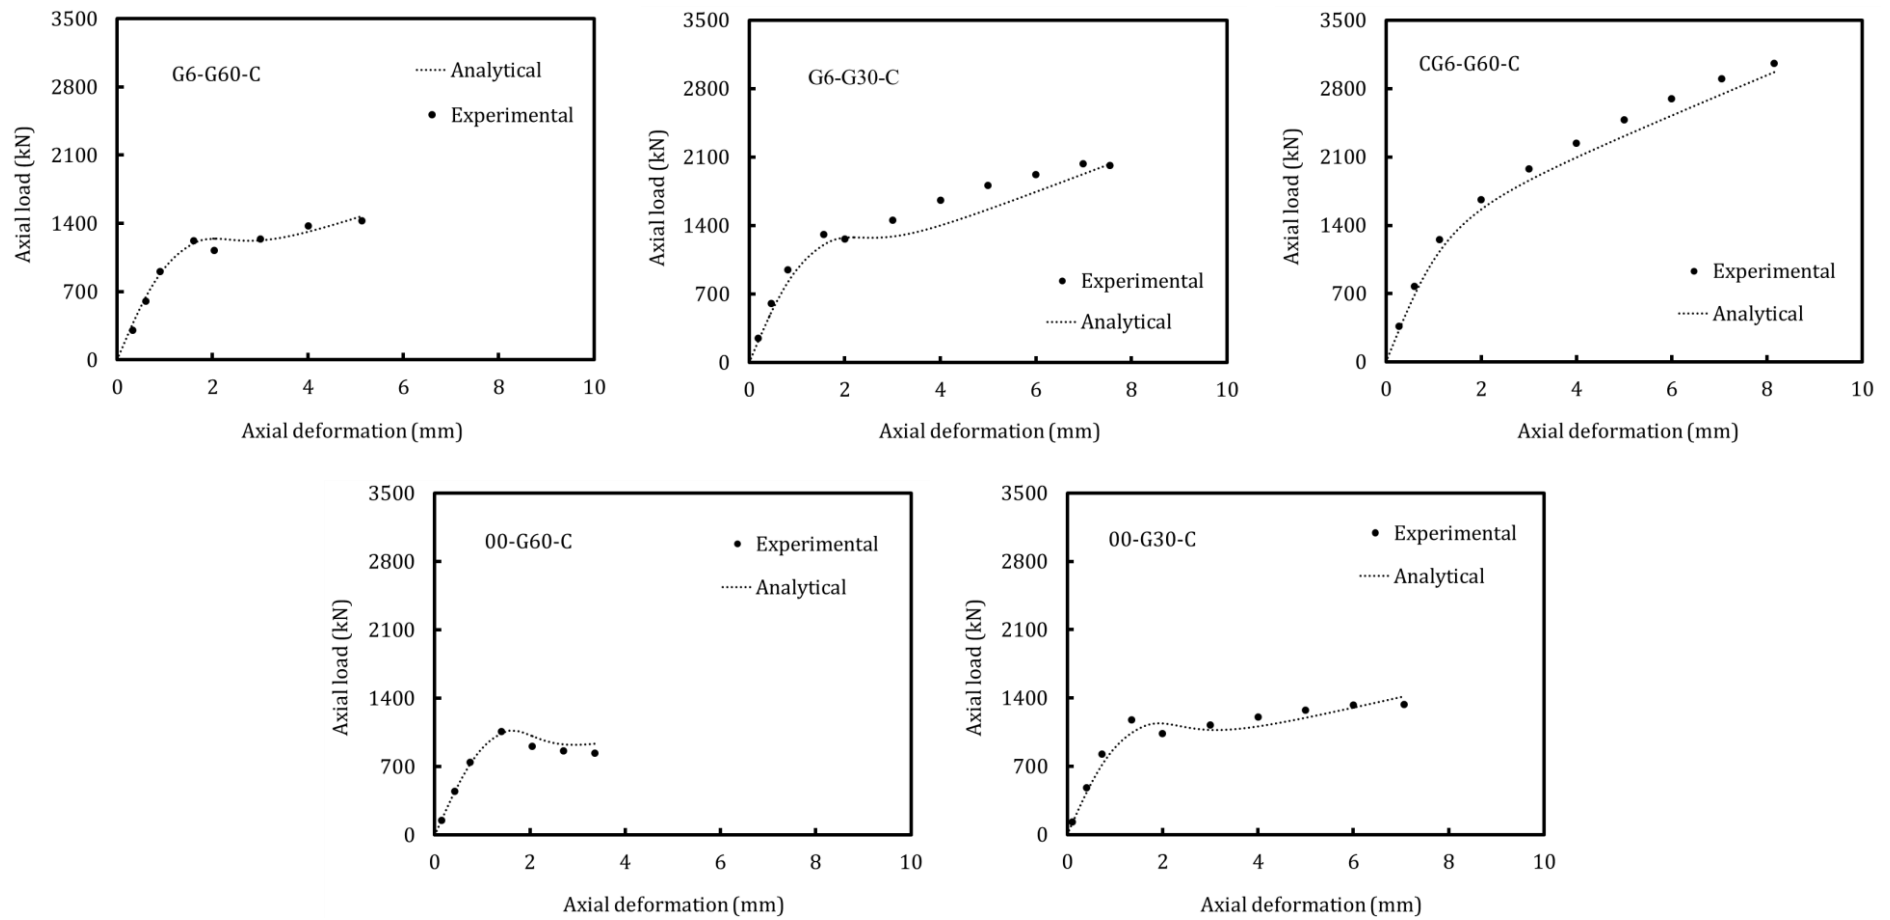 3500
2800
2100
1400
700
0
Axial load (kN)
G6-G60-C
Analytical
Experimental
0 2 4 6 8 10
Axial deformation (mm)
3500
2800
2100
1400
700
0
Axial load (kN)
G6-G30-C
Experimental
Analytical
0 2 4 6 8 10
Axial deformation (mm)
3500
2800
2100
1400
700
0
Axial load (kN)
CG6-G60-C
Experimental
Analytical
0 2 4 6 8 10
Axial deformation (mm)
3500
2800
2100
1400
700
0
Axial load (kN)
00-G60-C
Experimental
Analytical
0 2 4 6 8 10
Axial deformation (mm)
3500
2800
2100
1400
700
0
Axial load (kN)
00-G30-C
Experimental
Analytical
0 2 4 6 8 10
Axial deformation (mm)